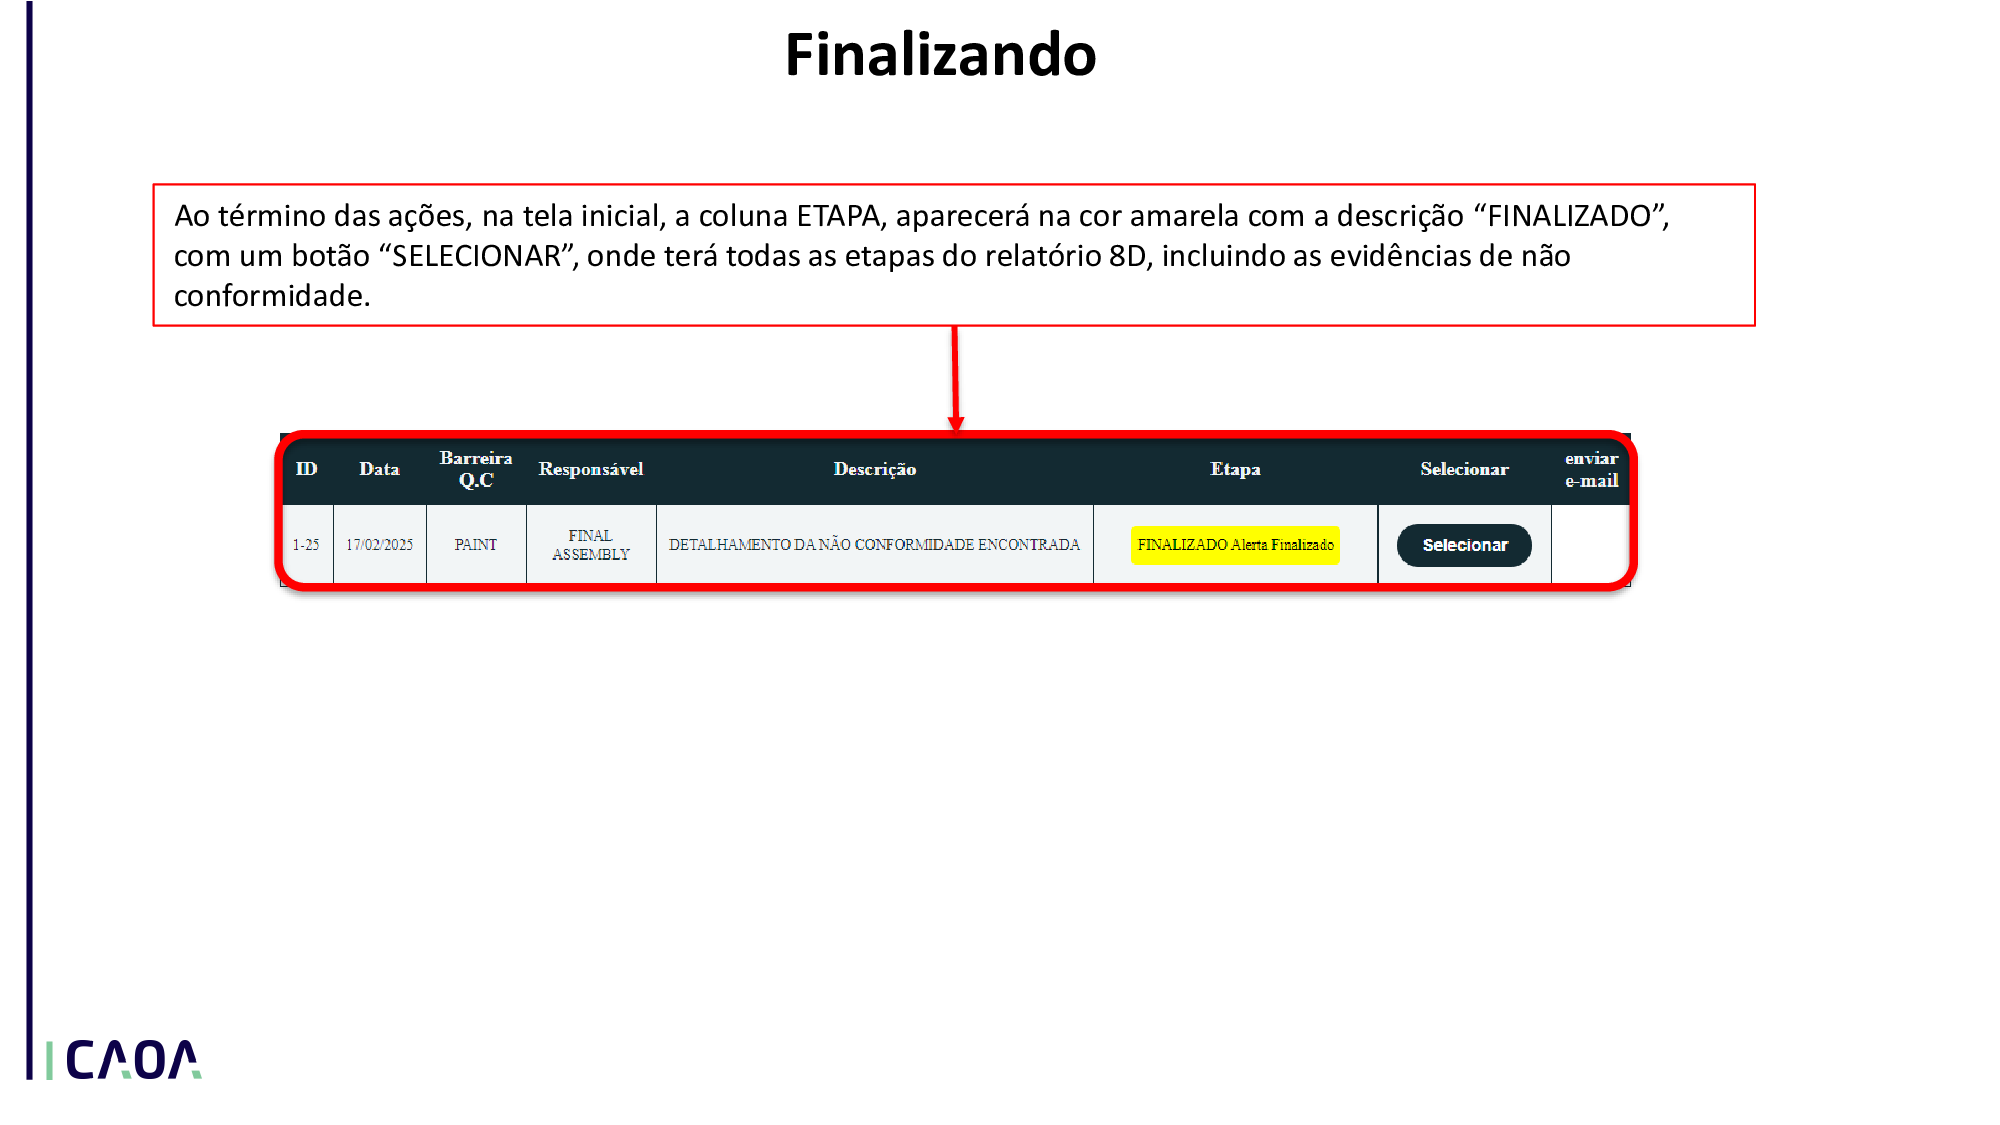 Finalizando
Ao término das ações, na tela inicial, a coluna ETAPA, aparecerá na cor amarela com a descrição “FINALIZADO”,
com um botão “SELECIONAR”, onde terá todas as etapas do relatório 8D, incluindo as evidências de não
conformidade.
ID Data Barreira Q.C Responsável Descrição Etapa Selecionar enviar e-mail
1-25 17/02/2025 PAINT FINAL ASSEMBLY DETALHAMENTO DA NÃO CONFORMIDADE ENCONTRADA FINALIZADO Alerta Finalizado Selecionar
CAOA